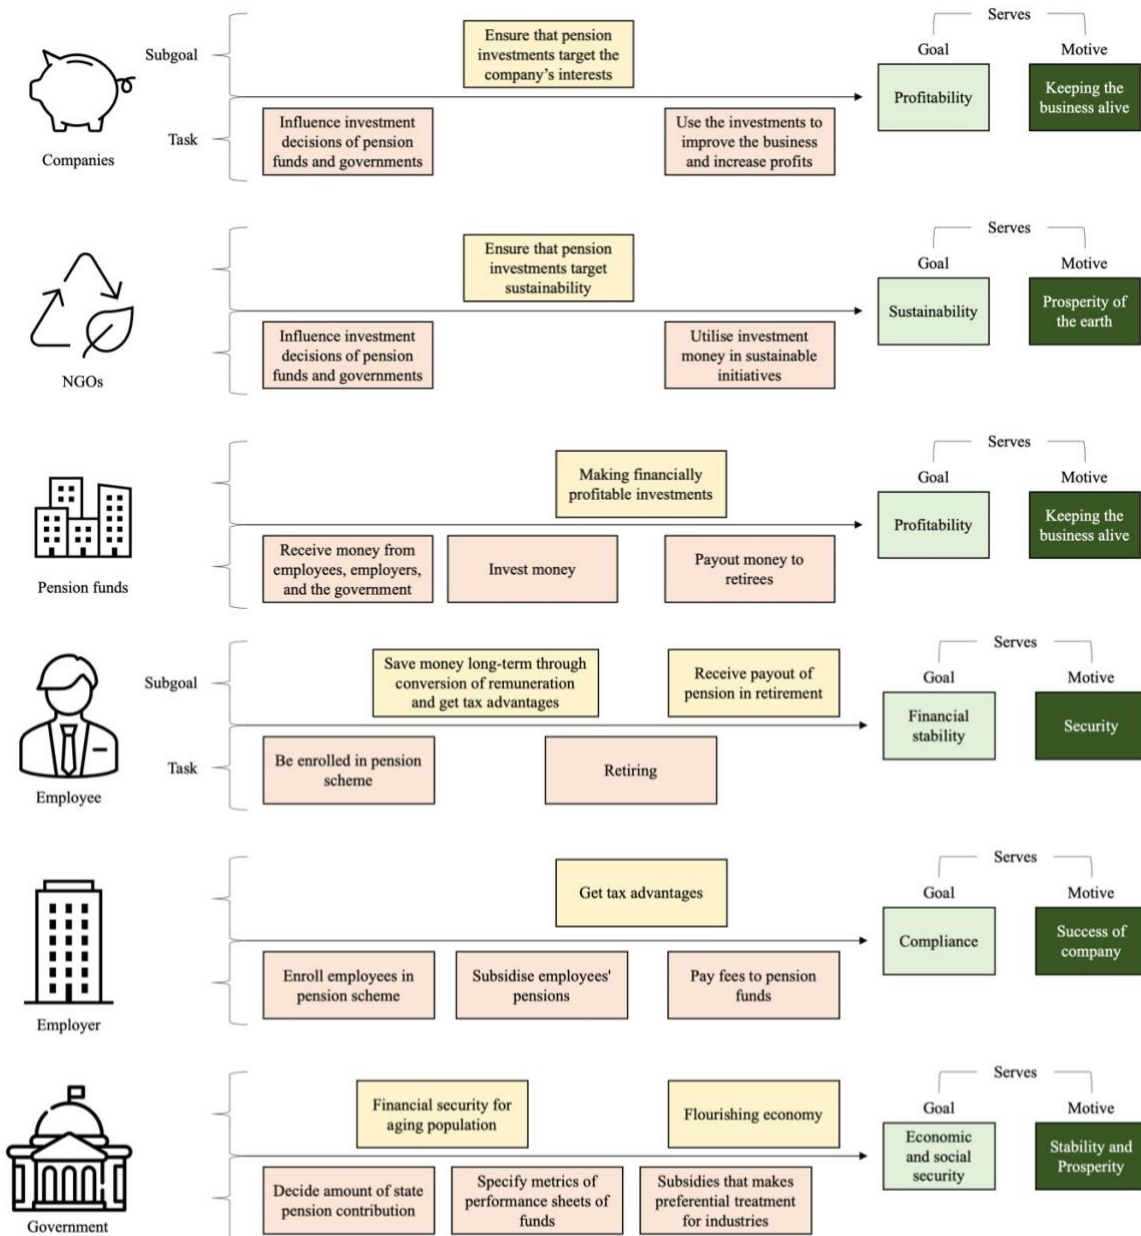 Serves
Subgoal
Ensure that pension
investments target the
company's interests
Goal
Motive
Profitability
Keeping the
business alive
Task
Influence investment
decisions of pension
funds and governments
Use the investments to
improve the business
and increase profits
Companies
Serves
Ensure that pension
investments target
sustainability
Goal
Motive
Sustainability
Prosperity of
the earth
Influence investment
decisions of pension
funds and governments
Utilise investment
money in sustainable
initiatives
NGOs
Serves
Making financially
profitable investments
Goal
Motive
Profitability
Keeping the
business alive
Receive money from
employees, employers,
and the government
Invest money
Payout money to
retirees
Pension funds
Serves
Subgoal
Save money long-term through
conversion of remuneration
and get tax advantages
Receive payout of
pension in retirement
Goal
Motive
Financial
stability
Security
Task
Be enrolled in pension
scheme
Retiring
Employee
Serves
Get tax advantages
Goal
Motive
Compliance
Success of
company
Enroll employees in
pension scheme
Subsidise employees'
pensions
Pay fees to pension
funds
Employer
Serves
Financial security for
aging population
Flourishing economy
Goal
Motive
Economic
and social
security
Stability and
Prosperity
Decide amount of state
pension contribution
Specify metrics of
performance sheets of
funds
Subsidies that makes
preferential treatment
for industries
Government